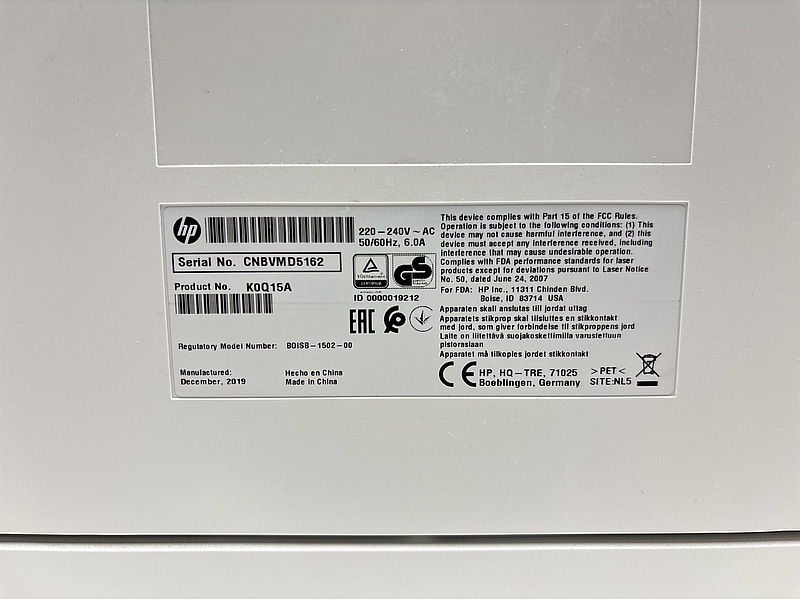 hp
220-240V ~ AC
50/60Hz, 6.0A
Serial No. CNBVMD5162
Product No. K0Q15A
TÜVRheinland
CERTIFIED
GS
ID 0000019212
EAC
Regulatory Model Number: BOISB-1502-00
Manufactured:
December, 2019
Hecho en China
Made in China
This device complies with Part 15 of the FCC Rules.
Operation is subject to the following conditions: (1) This
device may not cause harmful interference, and (2) this
device must accept any interference received, including
interference that may cause undesirable operation.
Complies with FDA performance standards for laser
products except for deviations pursuant to Laser Notice
No. 50, dated June 24, 2007
For FDA: HP Inc., 11311 Chinden Blvd.
Boise, ID 83714 USA
Apparaten skall anslutas till jordat uttag
Apparatets stikprop skal tilsluttes en stikkontakt
med jord, som giver forbindelse til stikproppens jord
Laite on liitettävä suojakoskettimilla varustettuun
pistorasiaan
Apparatet må tilkoples jordet stikkontakt
CE HP, HQ-TRE, 71025
Boeblingen, Germany
>PET<
SITE:NL5